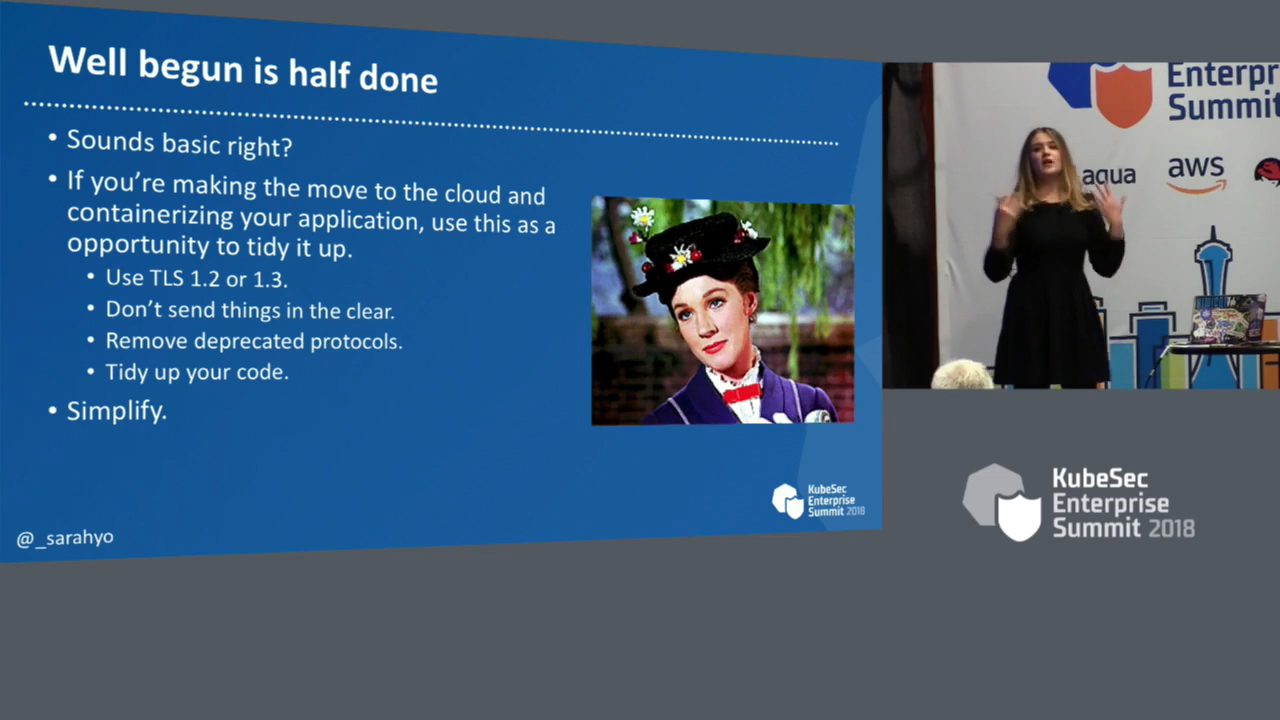 Well begun is half done
• Sounds basic right?
• If you're making the move to the cloud and
containerizing your application, use this as a
opportunity to tidy it up.
• Use TLS 1.2 or 1.3.
• Don't send things in the clear.
• Remove deprecated protocols.
• Tidy up your code.
• Simplify.
@_sarahyo
KubeSec
Enterprise
Summit 2018
Enterpr
Summit
aqua
aws
KubeSec
Enterprise
Summit 2018